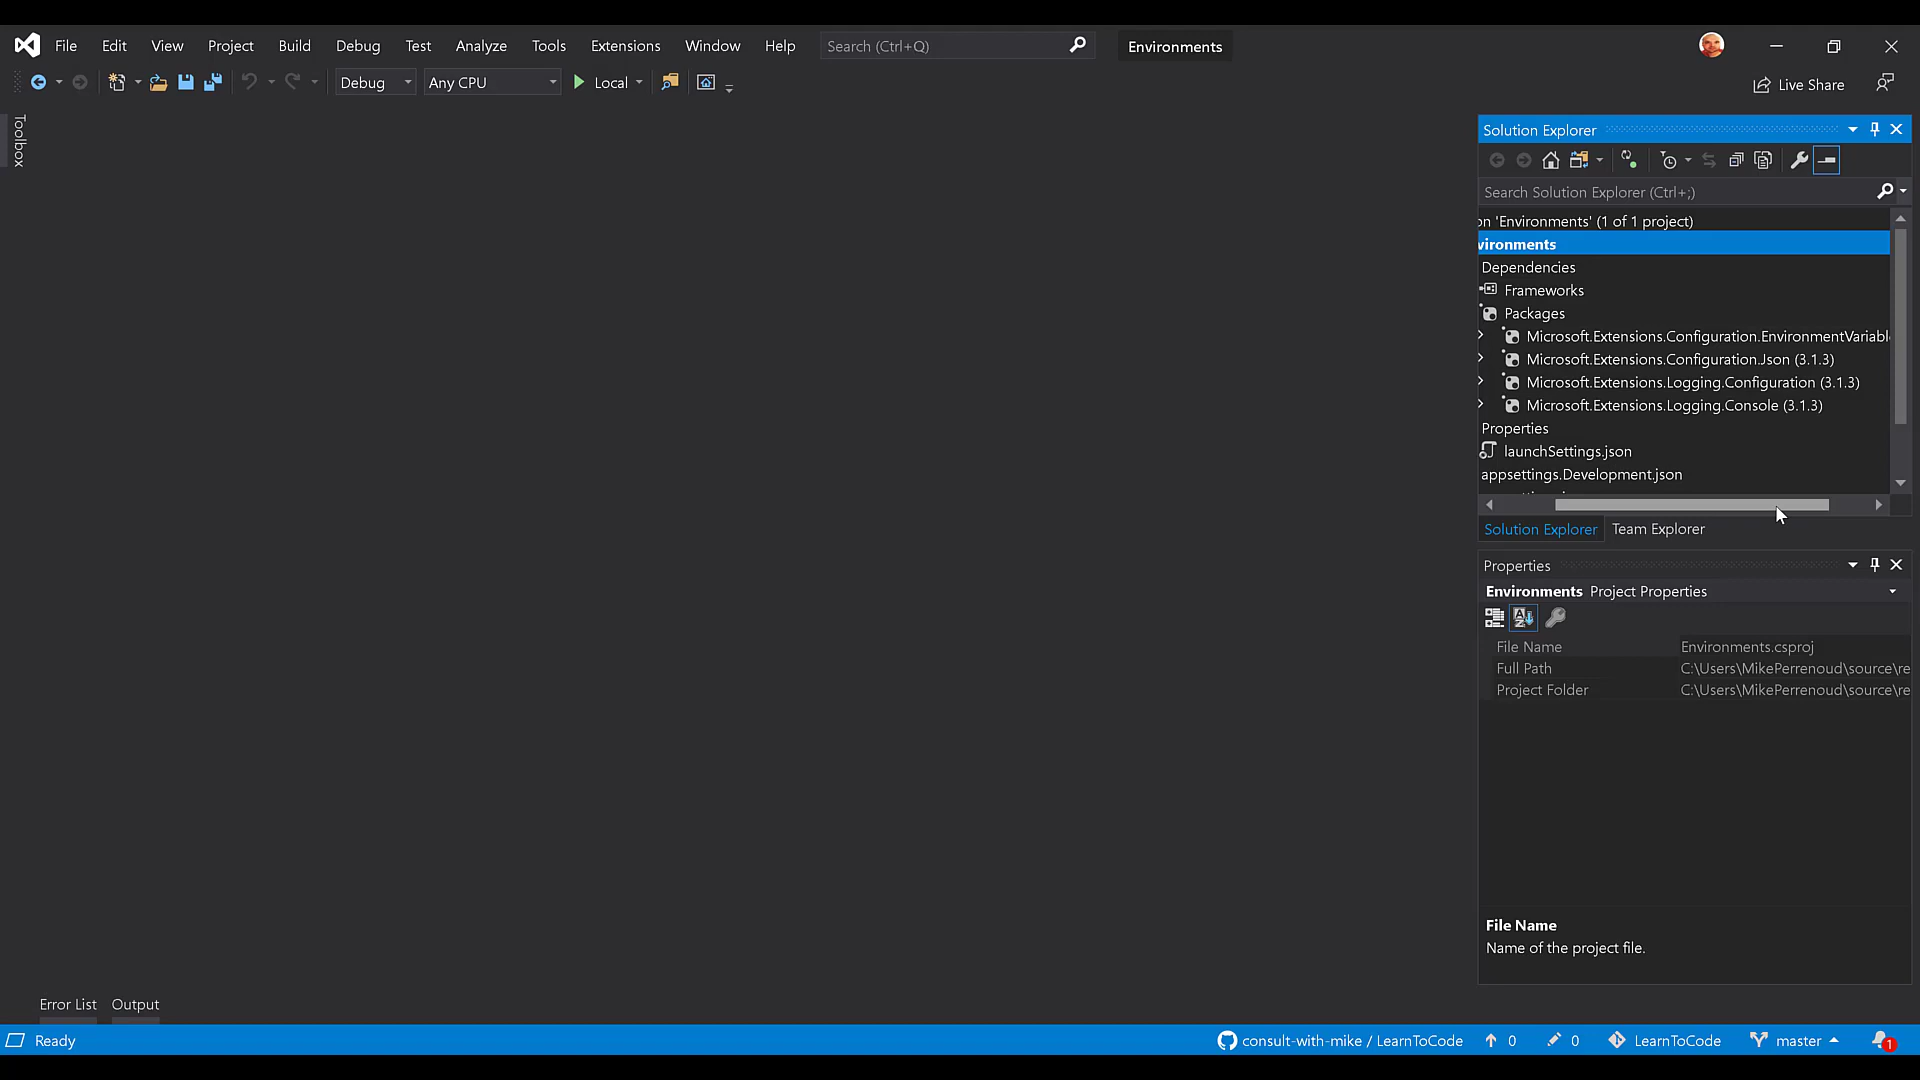 File Edit View Project Build Debug Test Analyze Tools Extensions Window Help Search (Ctrl+Q) Environments
Debug Any CPU Local Live Share
Toolbox
Solution Explorer
Search Solution Explorer (Ctrl+;)
on 'Environments' (1 of 1 project)
vironments
Dependencies
Frameworks
Packages
Microsoft.Extensions.Configuration.EnvironmentVariabl
Microsoft.Extensions.Configuration.Json (3.1.3)
Microsoft.Extensions.Logging.Configuration (3.1.3)
Microsoft.Extensions.Logging.Console (3.1.3)
Properties
launchSettings.json
appsettings.Development.json
Solution Explorer Team Explorer
Properties
Environments Project Properties
File Name Environments.csproj
Full Path C:\Users\MikePerrenoud\source\re
Project Folder C:\Users\MikePerrenoud\source\re
File Name
Name of the project file.
Error List Output
Ready consult-with-mike / LearnToCode 0 0 LearnToCode master 1